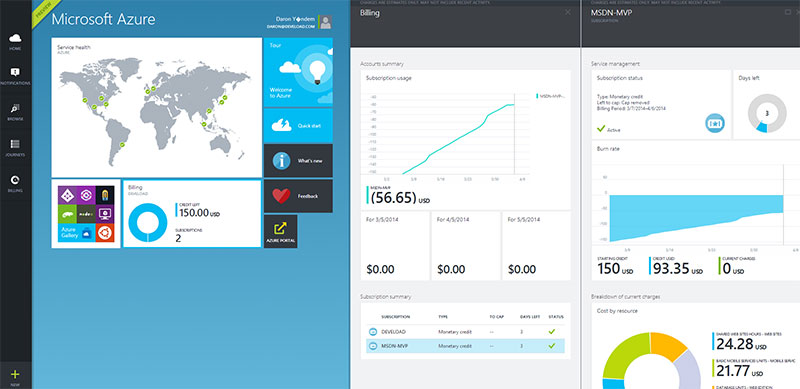 PREVIEW
Microsoft Azure
Daron Yöndem
DARON@DEVELOAD.COM
HOME
NOTIFICATIONS
BROWSE
JOURNEYS
BILLING
NEW
Service health
AZURE
Tour
Welcome to Azure
Quick start
What's new
Feedback
AZURE PORTAL
Azure Gallery
node
Billing
DEVELOAD
CREDIT LEFT
150.00 USD
SUBSCRIPTIONS
2
CHARGES ARE ESTIMATES ONLY. MAY NOT INCLUDE RECENT ACTIVITY.
Billing
Accounts summary
Subscription usage
MSDN-MVP...
MSDN-MVP
(56.65) USD
For 3/5/2014
$0.00
For 4/5/2014
$0.00
For 5/5/2014
$0.00
Subscription summary
SUBSCRIPTION TYPE TO CAP DAYS LEFT STATUS
DEVELOAD Monetary credit -- 3
MSDN-MVP Monetary credit -- 3
CHARGES ARE ESTIMATES ONLY. MAY NOT INCLUDE RECENT ACTIVITY.
MSDN-MVP
SUBSCRIPTION
Service management
Subscription status
Type: Monetary credit
Left to cap: Cap removed
Billing Period: 3/7/2014-4/6/2014
Active
Days left
3
Burn rate
STARTING CREDIT
150 USD
CREDIT USED
93.35 USD
CURRENT CHARGES
0 USD
Breakdown of current charges
Cost by resource
SHARED WEB SITES HOURS - WEB SITES
24.28 USD
BASIC MOBILE SERVICES UNITS - MOBILE SERVIC
21.77 USD
DATABASE UNITS - WEB EDITION